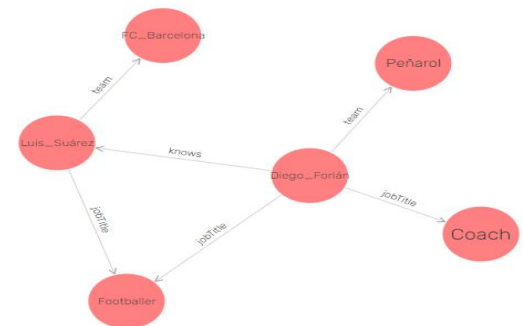 FC_Barcelona
Peñarol
team
team
Luis_Suárez
knows
Diego_Forlán
jobTitle
jobTitle
jobTitle
Coach
Footballer